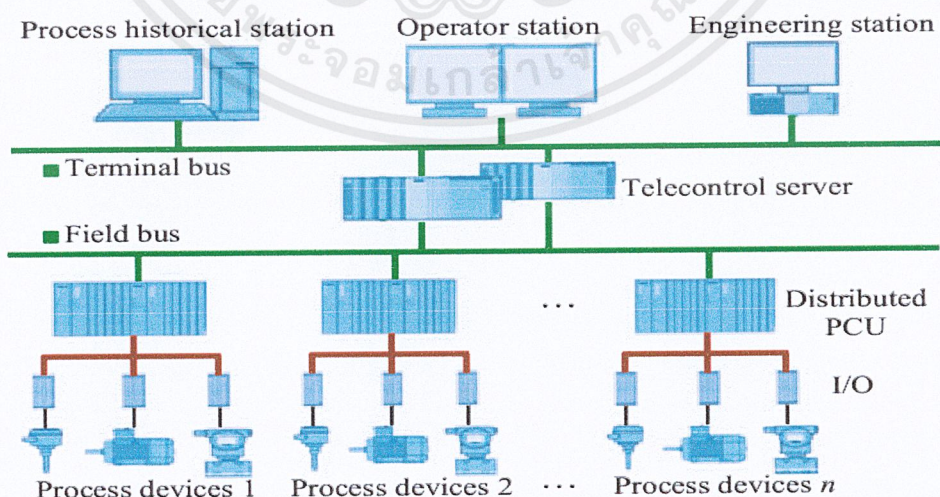 Process historical station
Operator station
Engineering station
Terminal bus
Telecontrol server
Field bus
Distributed
PCU
...
I/O
Process devices 1
Process devices 2
...
Process devices n